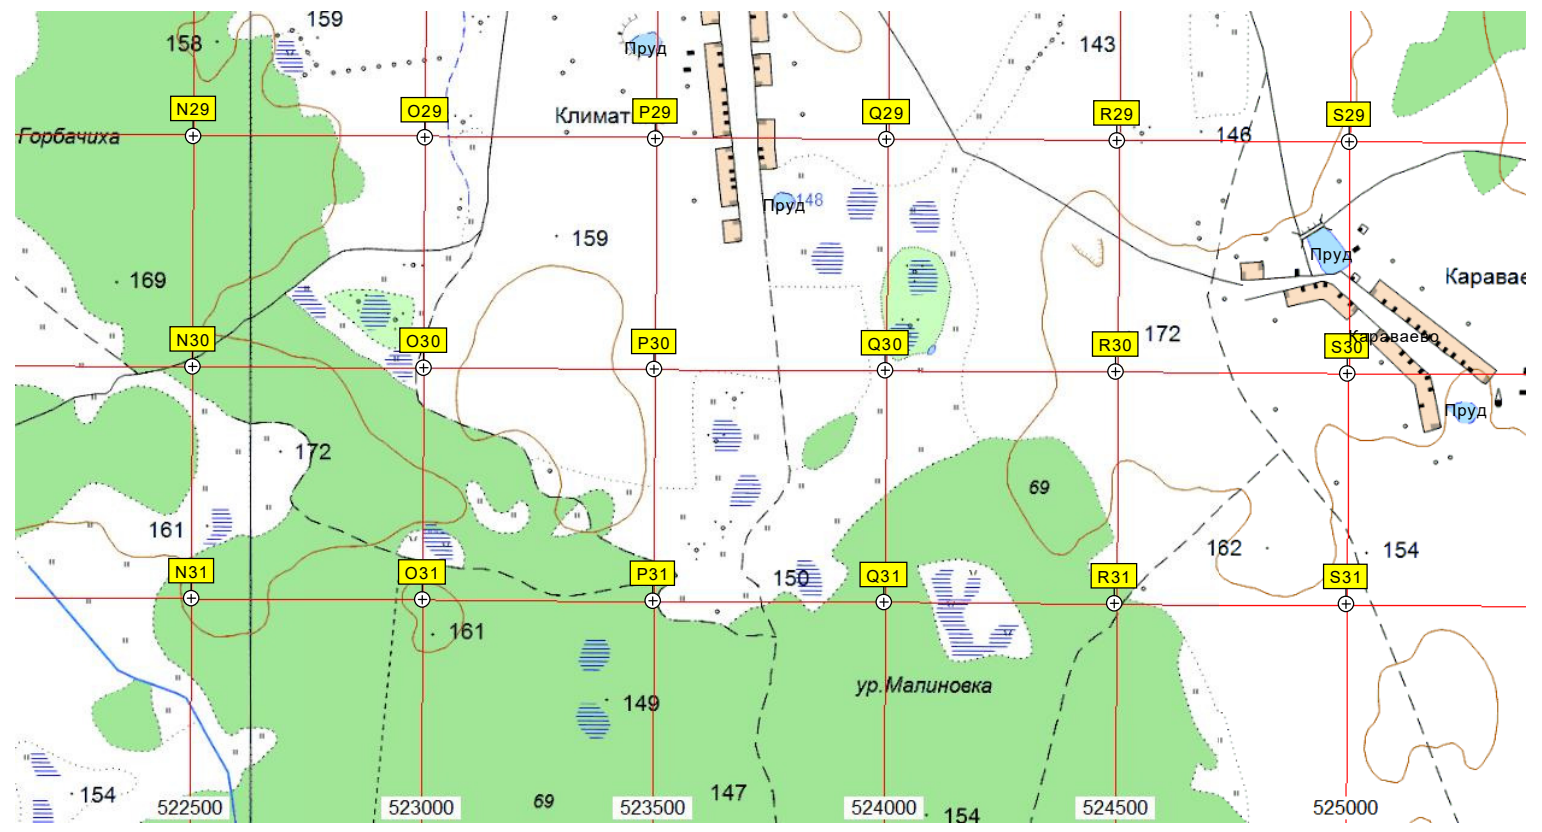 159
158
Пруд
143
N29
O29
Климат
P29
Q29
R29
S29
146
Горбачиха
Пруд
148
159
Пруд
169
Каравае
N30
O30
P30
Q30
R30
172
S30
Караваево
Пруд
172
69
161
162
154
N31
O31
P31
150
Q31
R31
S31
161
ур.Малиновка
149
154
69
147
154
522500
523000
523500
524000
524500
525000